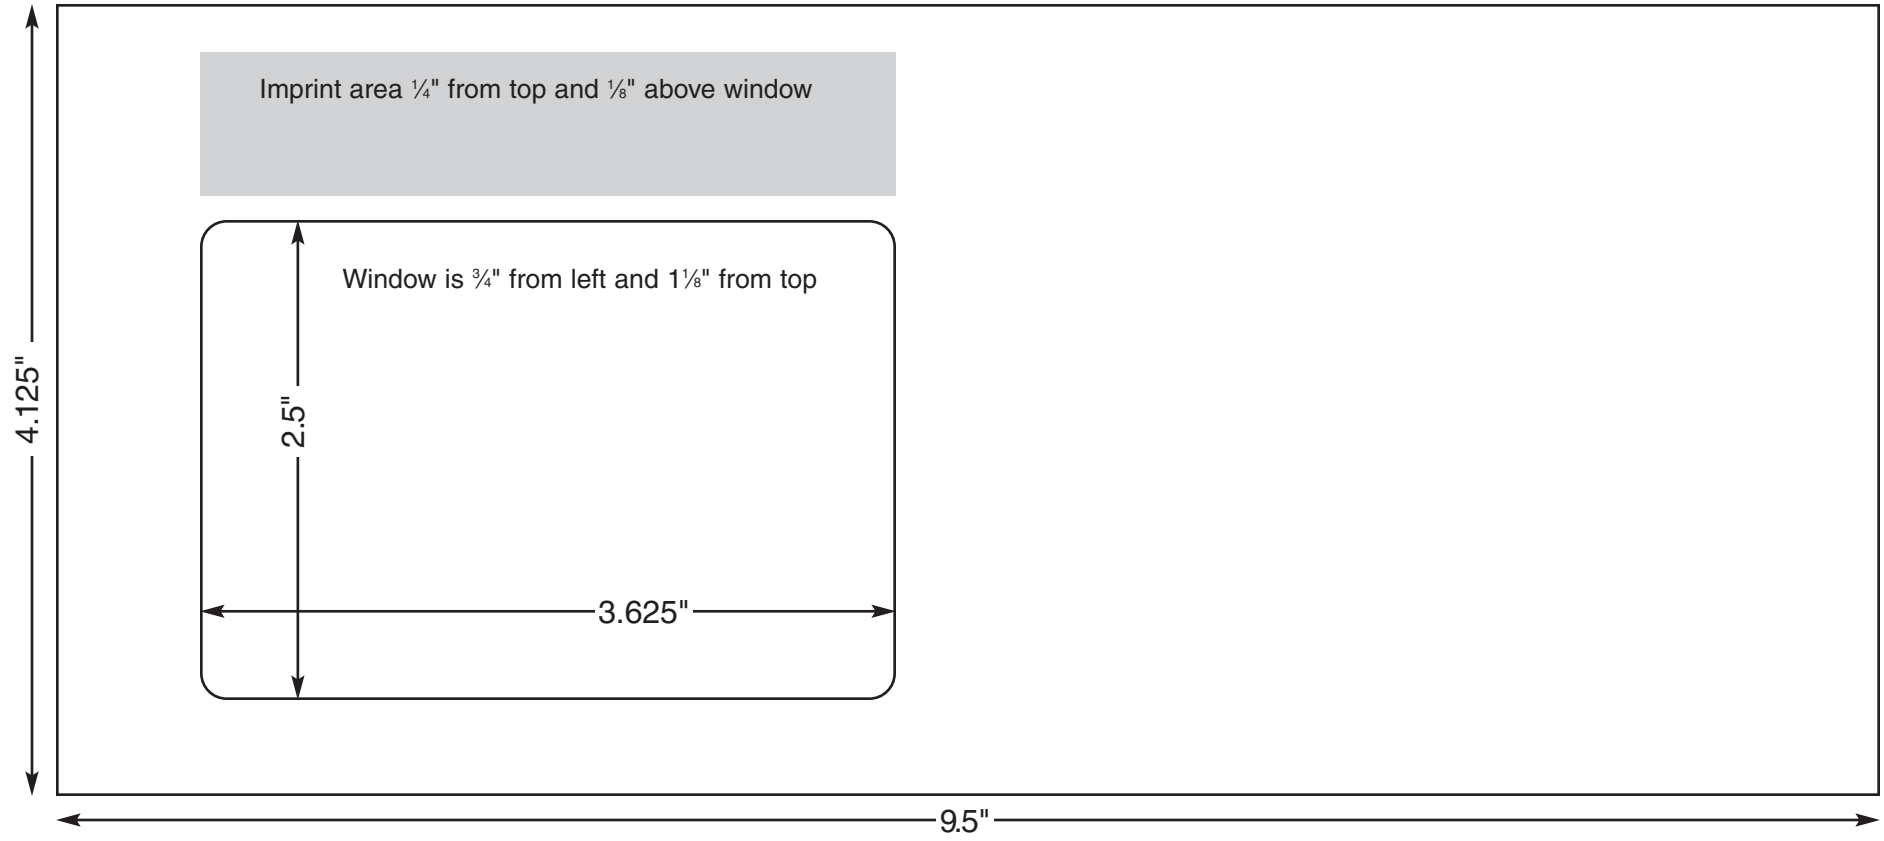 Imprint area ¼" from top and ⅛" above window
Window is ¾" from left and 1⅛" from top
4.125"
2.5"
3.625"
9.5"